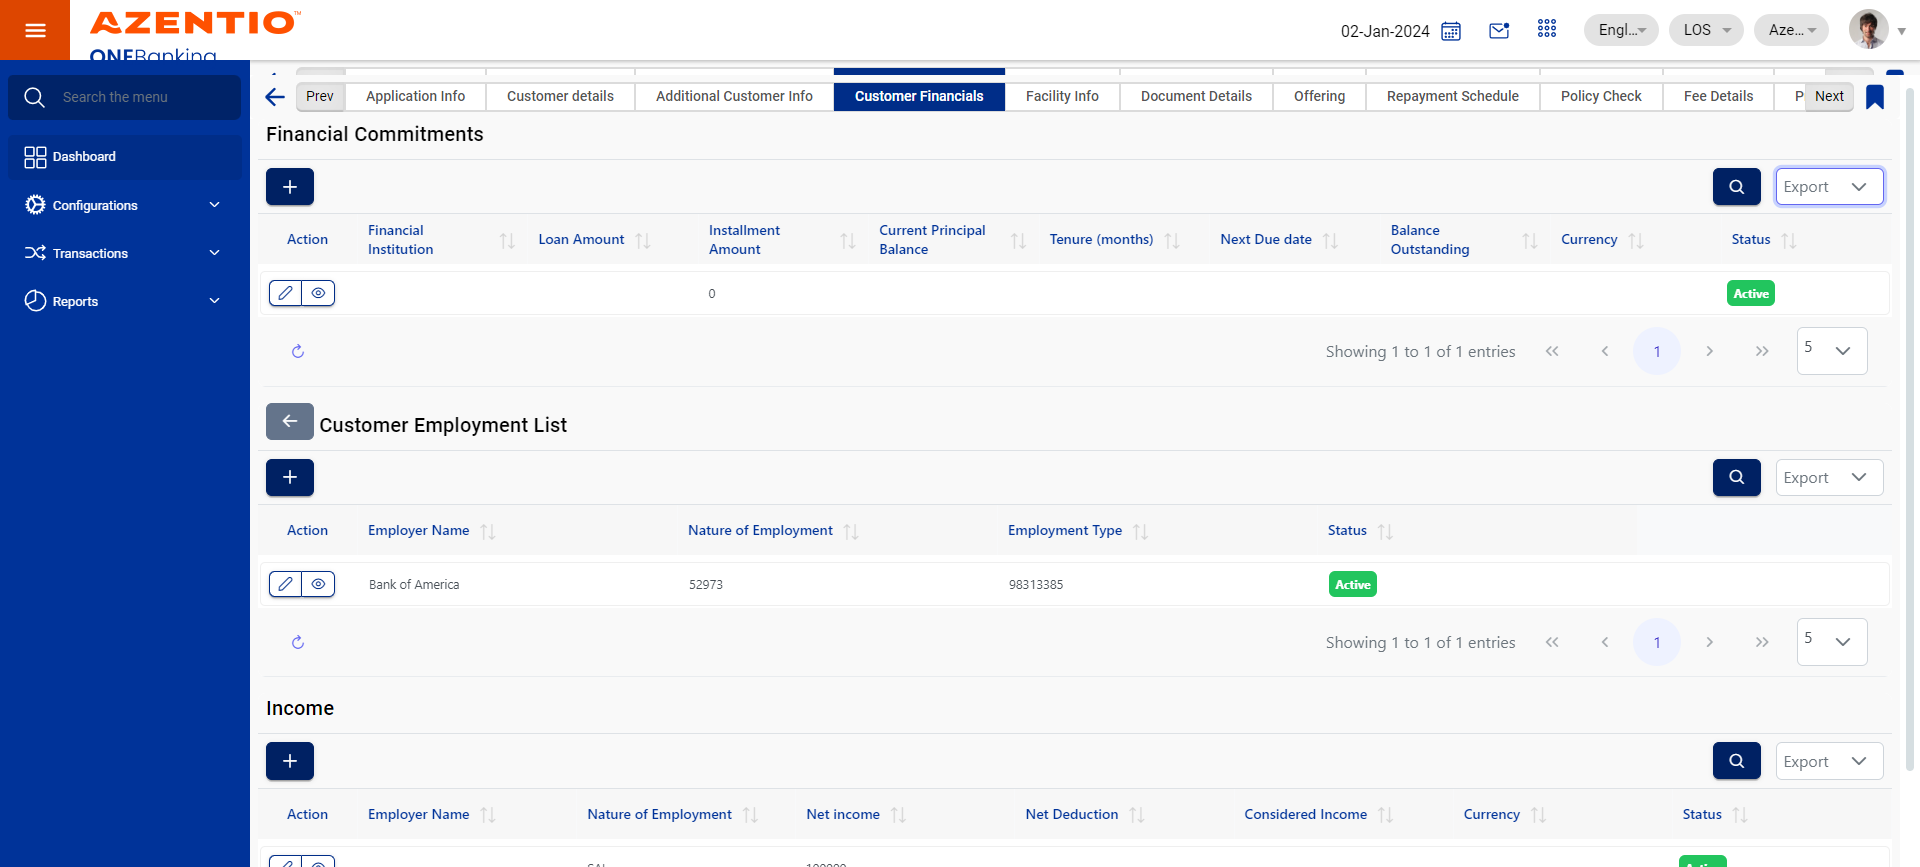 AZENTIO™
ONEBanking
02-Jan-2024
Engl...
LOS
Aze...
Search the menu
Dashboard
Configurations
Transactions
Reports
Prev
Application Info
Customer details
Additional Customer Info
Customer Financials
Facility Info
Document Details
Offering
Repayment Schedule
Policy Check
Fee Details
P
Next
Financial Commitments
Export
Action
Financial Institution
Loan Amount
Installment Amount
Current Principal Balance
Tenure (months)
Next Due date
Balance Outstanding
Currency
Status
0
Active
Showing 1 to 1 of 1 entries
1
5
Customer Employment List
Export
Action
Employer Name
Nature of Employment
Employment Type
Status
Bank of America
52973
98313385
Active
Showing 1 to 1 of 1 entries
1
5
Income
Export
Action
Employer Name
Nature of Employment
Net income
Net Deduction
Considered Income
Currency
Status
Active